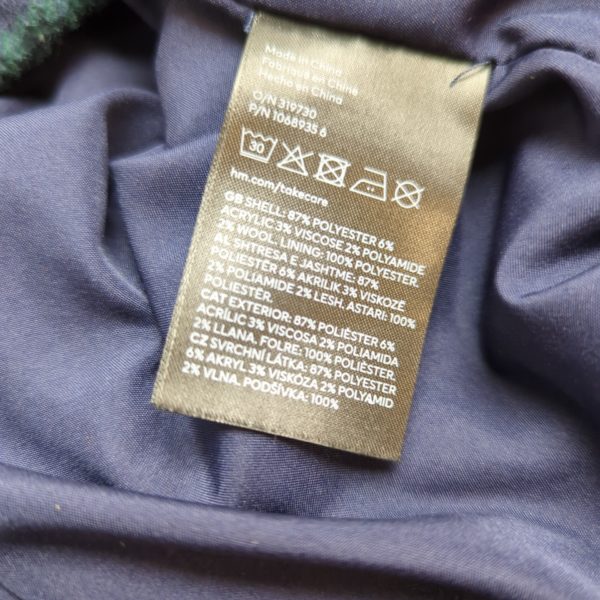 Made in China
Fabriqué en Chine
Hecho en China
O/N 319730
P/N 1068935 6
30
hm.com/takecare
GB SHELL: 87% POLYESTER 6%
ACRYLIC 3% VISCOSE 2% POLYAMIDE
2% WOOL. LINING: 100% POLYESTER.
AL SHTRESA E JASHTME: 87%
POLIESTËR 6% AKRILIK 3% VISKOZË
2% POLIAMIDE 2% LESH. ASTARI: 100%
POLIESTËR.
CAT EXTERIOR: 87% POLIÈSTER 6%
ACRÍLIC 3% VISCOSA 2% POLIAMIDA
2% LLANA. FOLRE: 100% POLIÈSTER.
CZ SVRCHNÍ LÁTKA: 87% POLYESTER
6% AKRYL 3% VISKÓZA 2% POLYAMID
2% VLNA. PODŠÍVKA: 100%